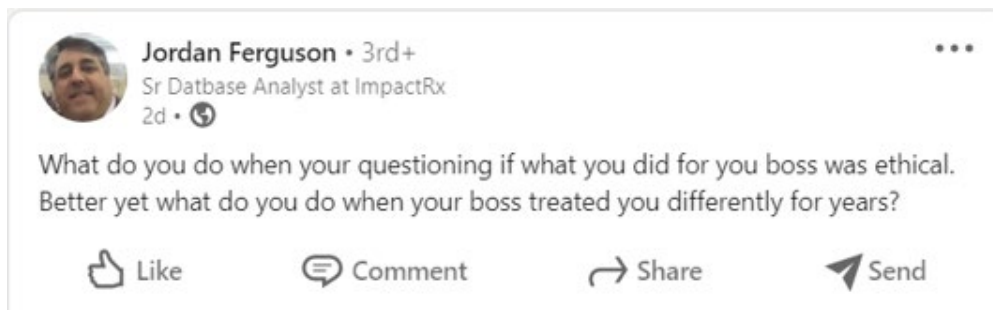 Jordan Ferguson • 3rd+
Sr Datbase Analyst at ImpactRx
2d •
What do you do when your questioning if what you did for you boss was ethical.
Better yet what do you do when your boss treated you differently for years?
Like Comment Share Send